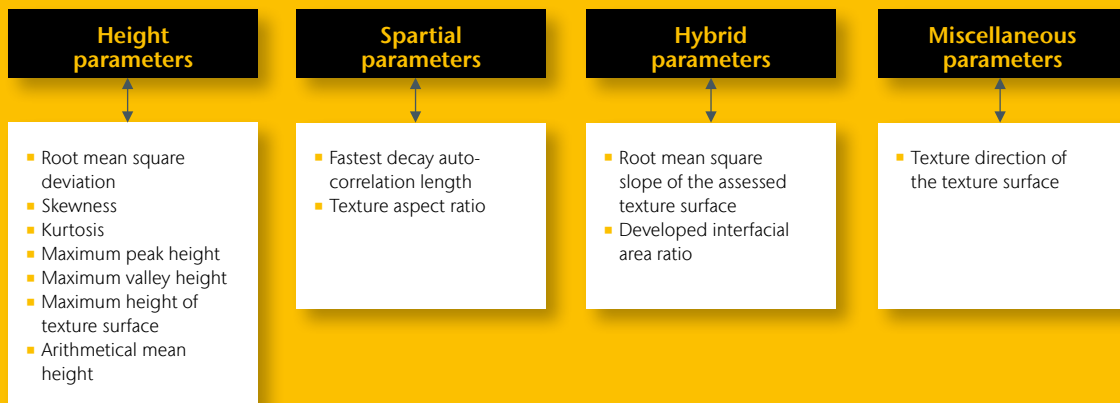 Height
parameters
Root mean square
deviation
Skewness
Kurtosis
Maximum peak height
Maximum valley height
Maximum height of
texture surface
Arithmetical mean
height
Spartial
parameters
Fastest decay auto-
correlation length
Texture aspect ratio
Hybrid
parameters
Root mean square
slope of the assessed
texture surface
Developed interfacial
area ratio
Miscellaneous
parameters
Texture direction of
the texture surface